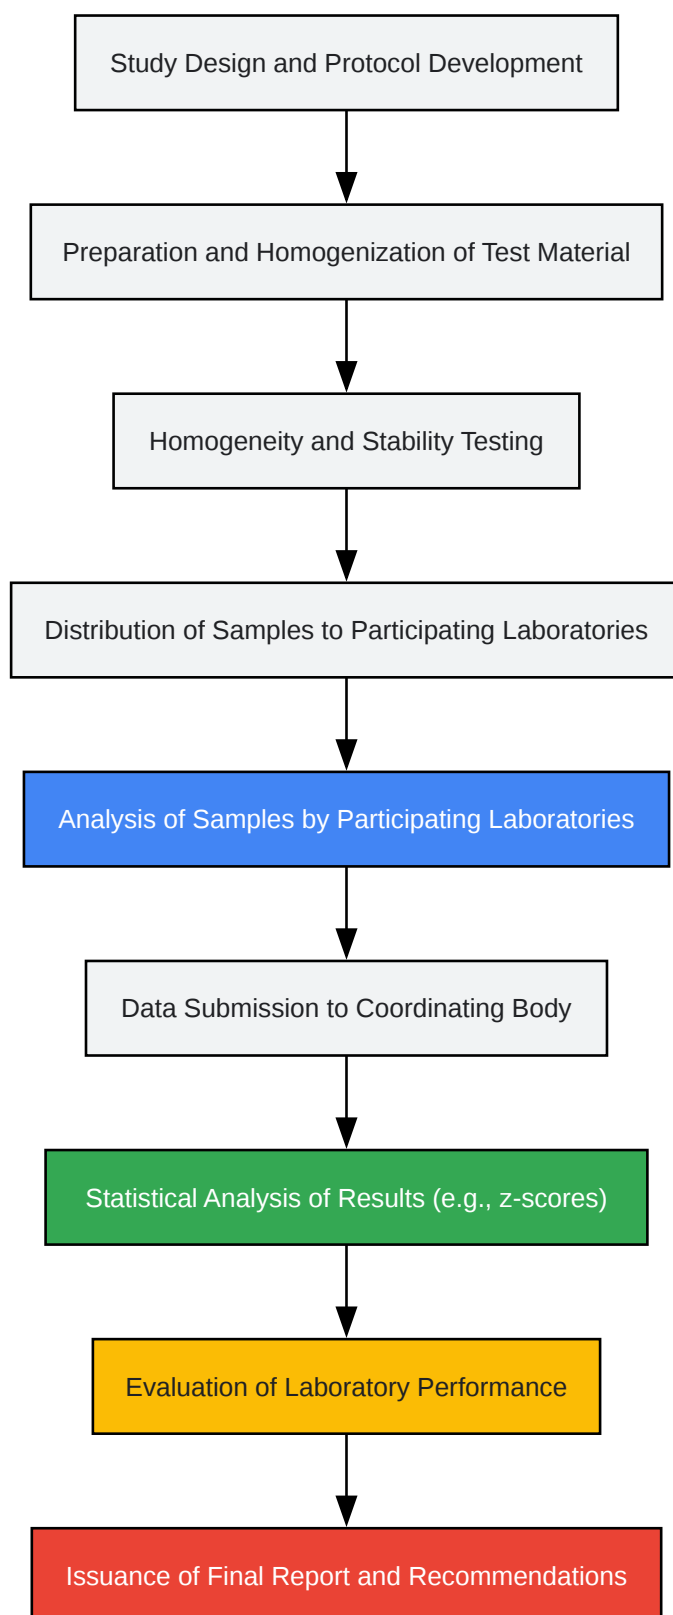 Study Design and Protocol Development
Preparation and Homogenization of Test Material
Homogeneity and Stability Testing
Distribution of Samples to Participating Laboratories
Analysis of Samples by Participating Laboratories
Data Submission to Coordinating Body
Statistical Analysis of Results (e.g., z-scores)
Evaluation of Laboratory Performance
Issuance of Final Report and Recommendations